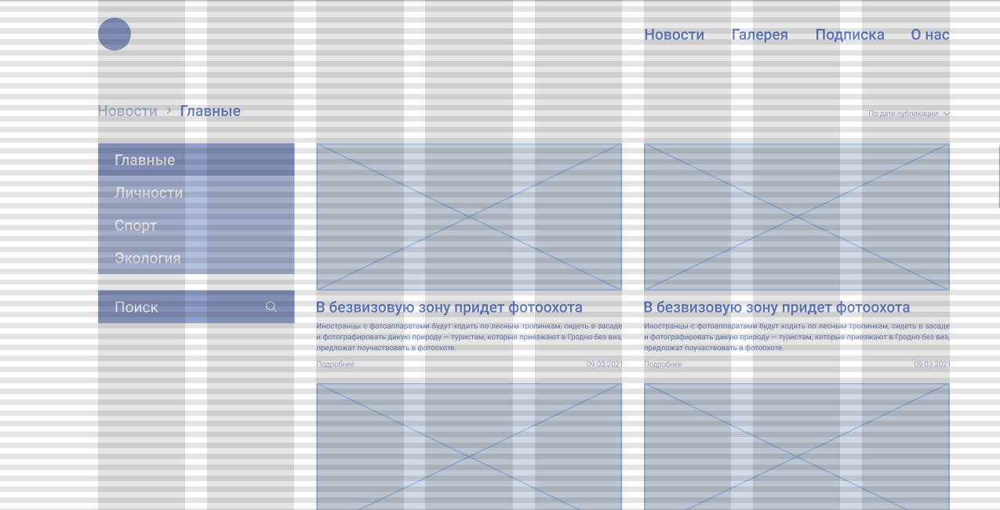 Новости Галерея Подписка О нас
Новости > Главные
По дате публикации
Главные
Личности
Спорт
Экология
Поиск
В безвизовую зону придет фотоохота
Иностранцы с фотоаппаратами будут ходить по лесным тропинкам, сидеть в засаде
и фотографировать дикую природу — туристам, которые приезжают в Гродно без виз,
предложат поучаствовать в фотоохоте.
Подробнее 09.03.2021
В безвизовую зону придет фотоохота
Иностранцы с фотоаппаратами будут ходить по лесным тропинкам, сидеть в засаде
и фотографировать дикую природу — туристам, которые приезжают в Гродно без виз,
предложат поучаствовать в фотоохоте.
Подробнее 09.03.2021